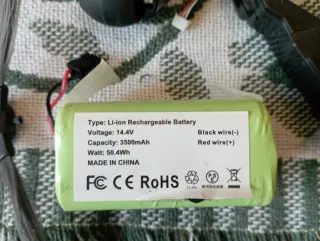 Type: Li-ion Rechargeable Battery
Voltage: 14.4V Black wire(-)
Capacity: 3500mAh Red wire(+)
Watt: 50.4Wh
MADE IN CHINA
FC CE RoHS